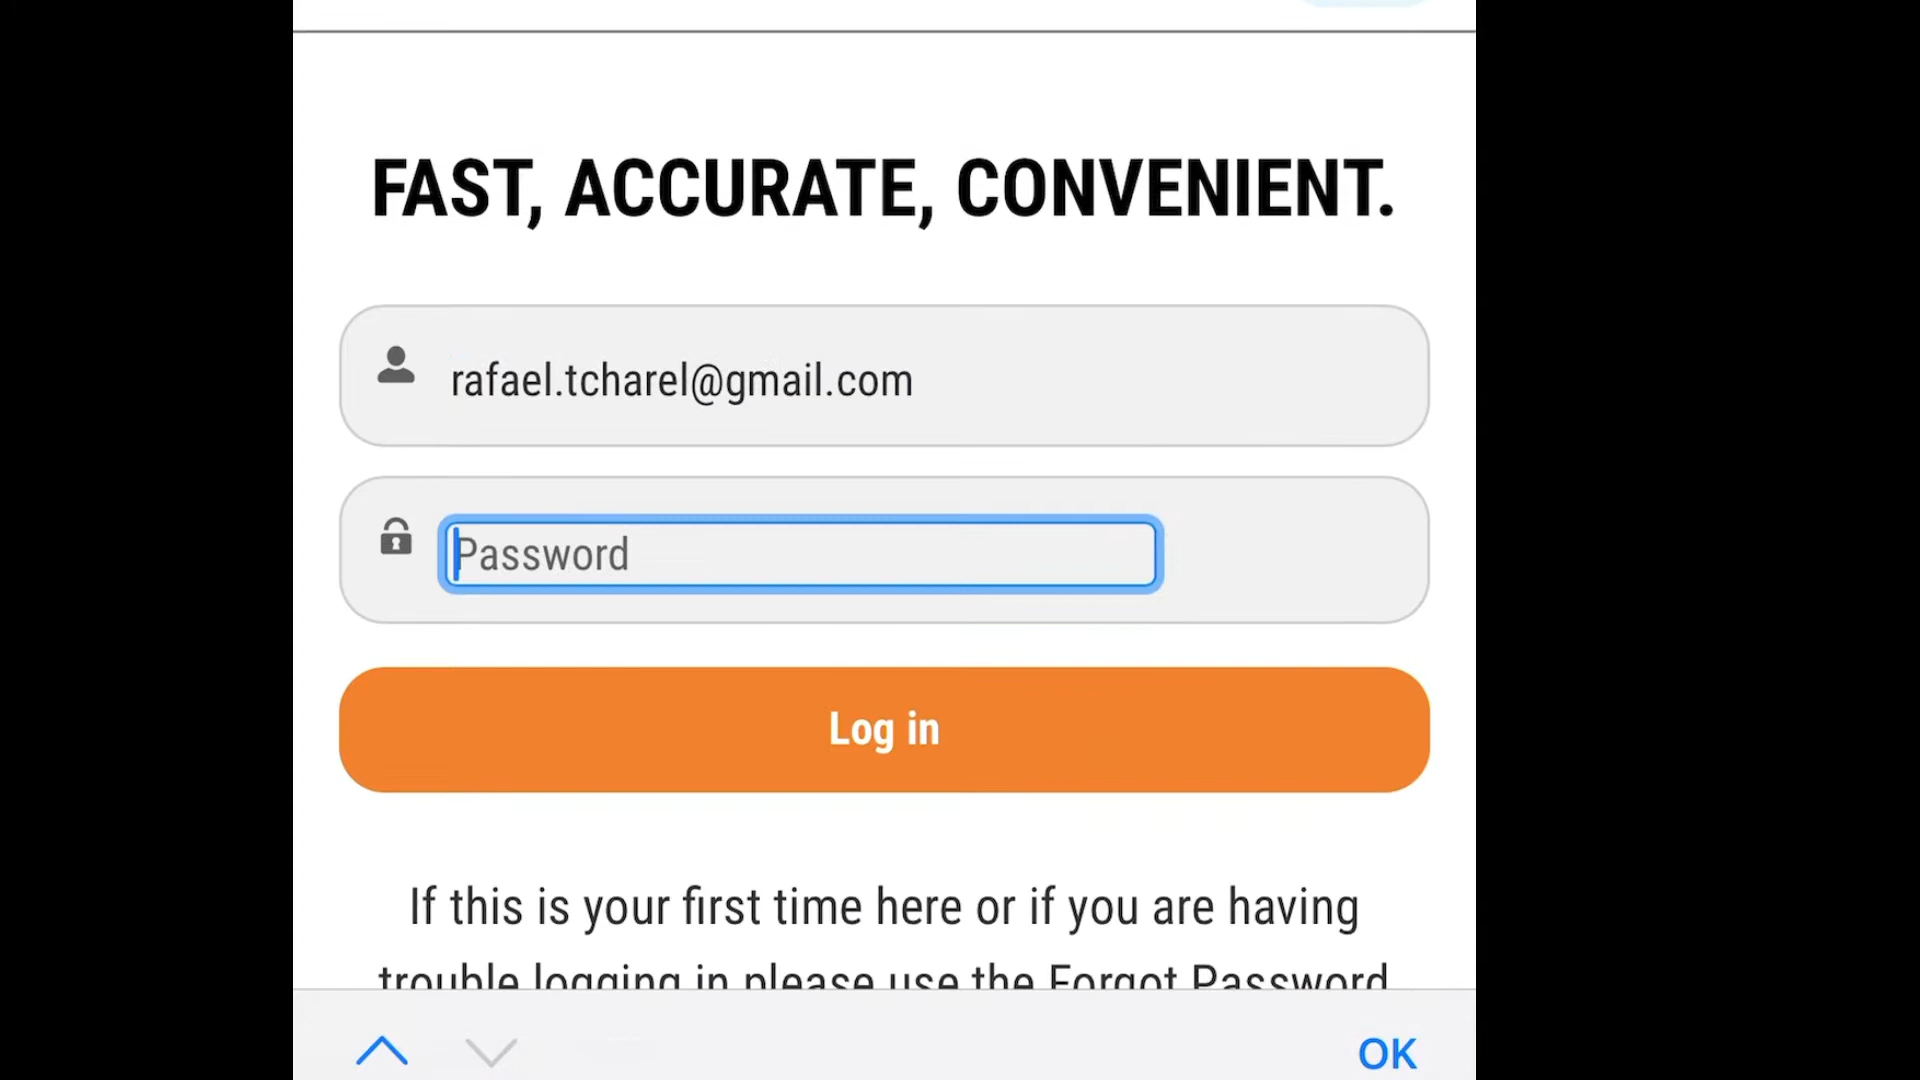 FAST, ACCURATE, CONVENIENT.
rafael.tcharel@gmail.com
Password
Log in
If this is your first time here or if you are having
trouble logging in please use the Forgot Password
OK